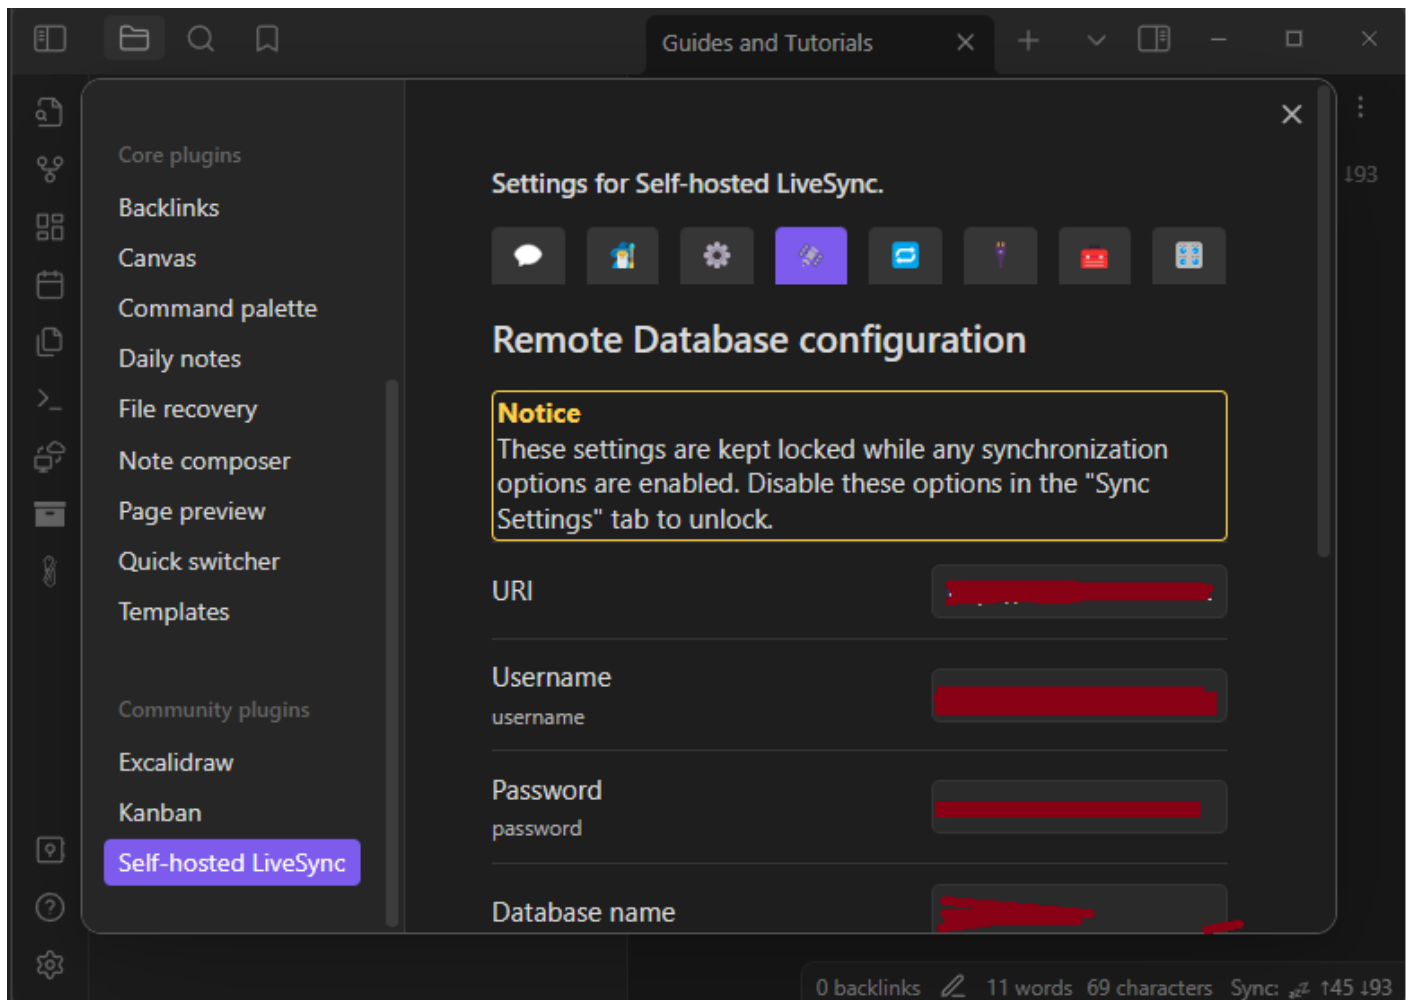 Guides and Tutorials
Core plugins
Backlinks
Canvas
Command palette
Daily notes
File recovery
Note composer
Page preview
Quick switcher
Templates
Community plugins
Excalidraw
Kanban
Self-hosted LiveSync
Settings for Self-hosted LiveSync.
Remote Database configuration
Notice
These settings are kept locked while any synchronization
options are enabled. Disable these options in the "Sync
Settings" tab to unlock.
URI
Username
username
Password
password
Database name
↓93
0 backlinks 11 words 69 characters Sync: 💤 ↑45 ↓93